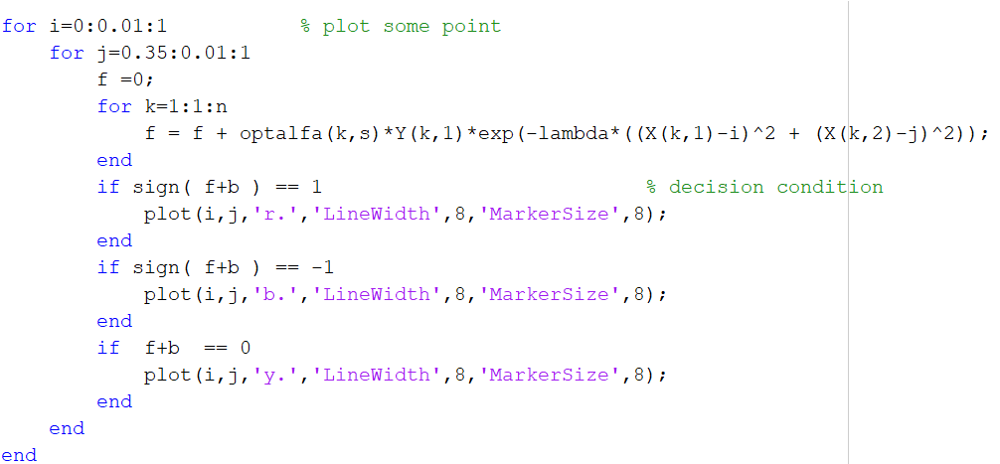 for i=0:0.01:1 % plot some point
for j=0.35:0.01:1
f =0;
for k=1:1:n
f = f + optalfa(k,s)*Y(k,1)*exp(-lambda*((X(k,1)-i)^2 + (X(k,2)-j)^2));
end
if sign( f+b ) == 1 % decision condition
plot(i,j,'r.','LineWidth',8,'MarkerSize',8);
end
if sign( f+b ) == -1
plot(i,j,'b.','LineWidth',8,'MarkerSize',8);
end
if f+b == 0
plot(i,j,'y.','LineWidth',8,'MarkerSize',8);
end
end
end